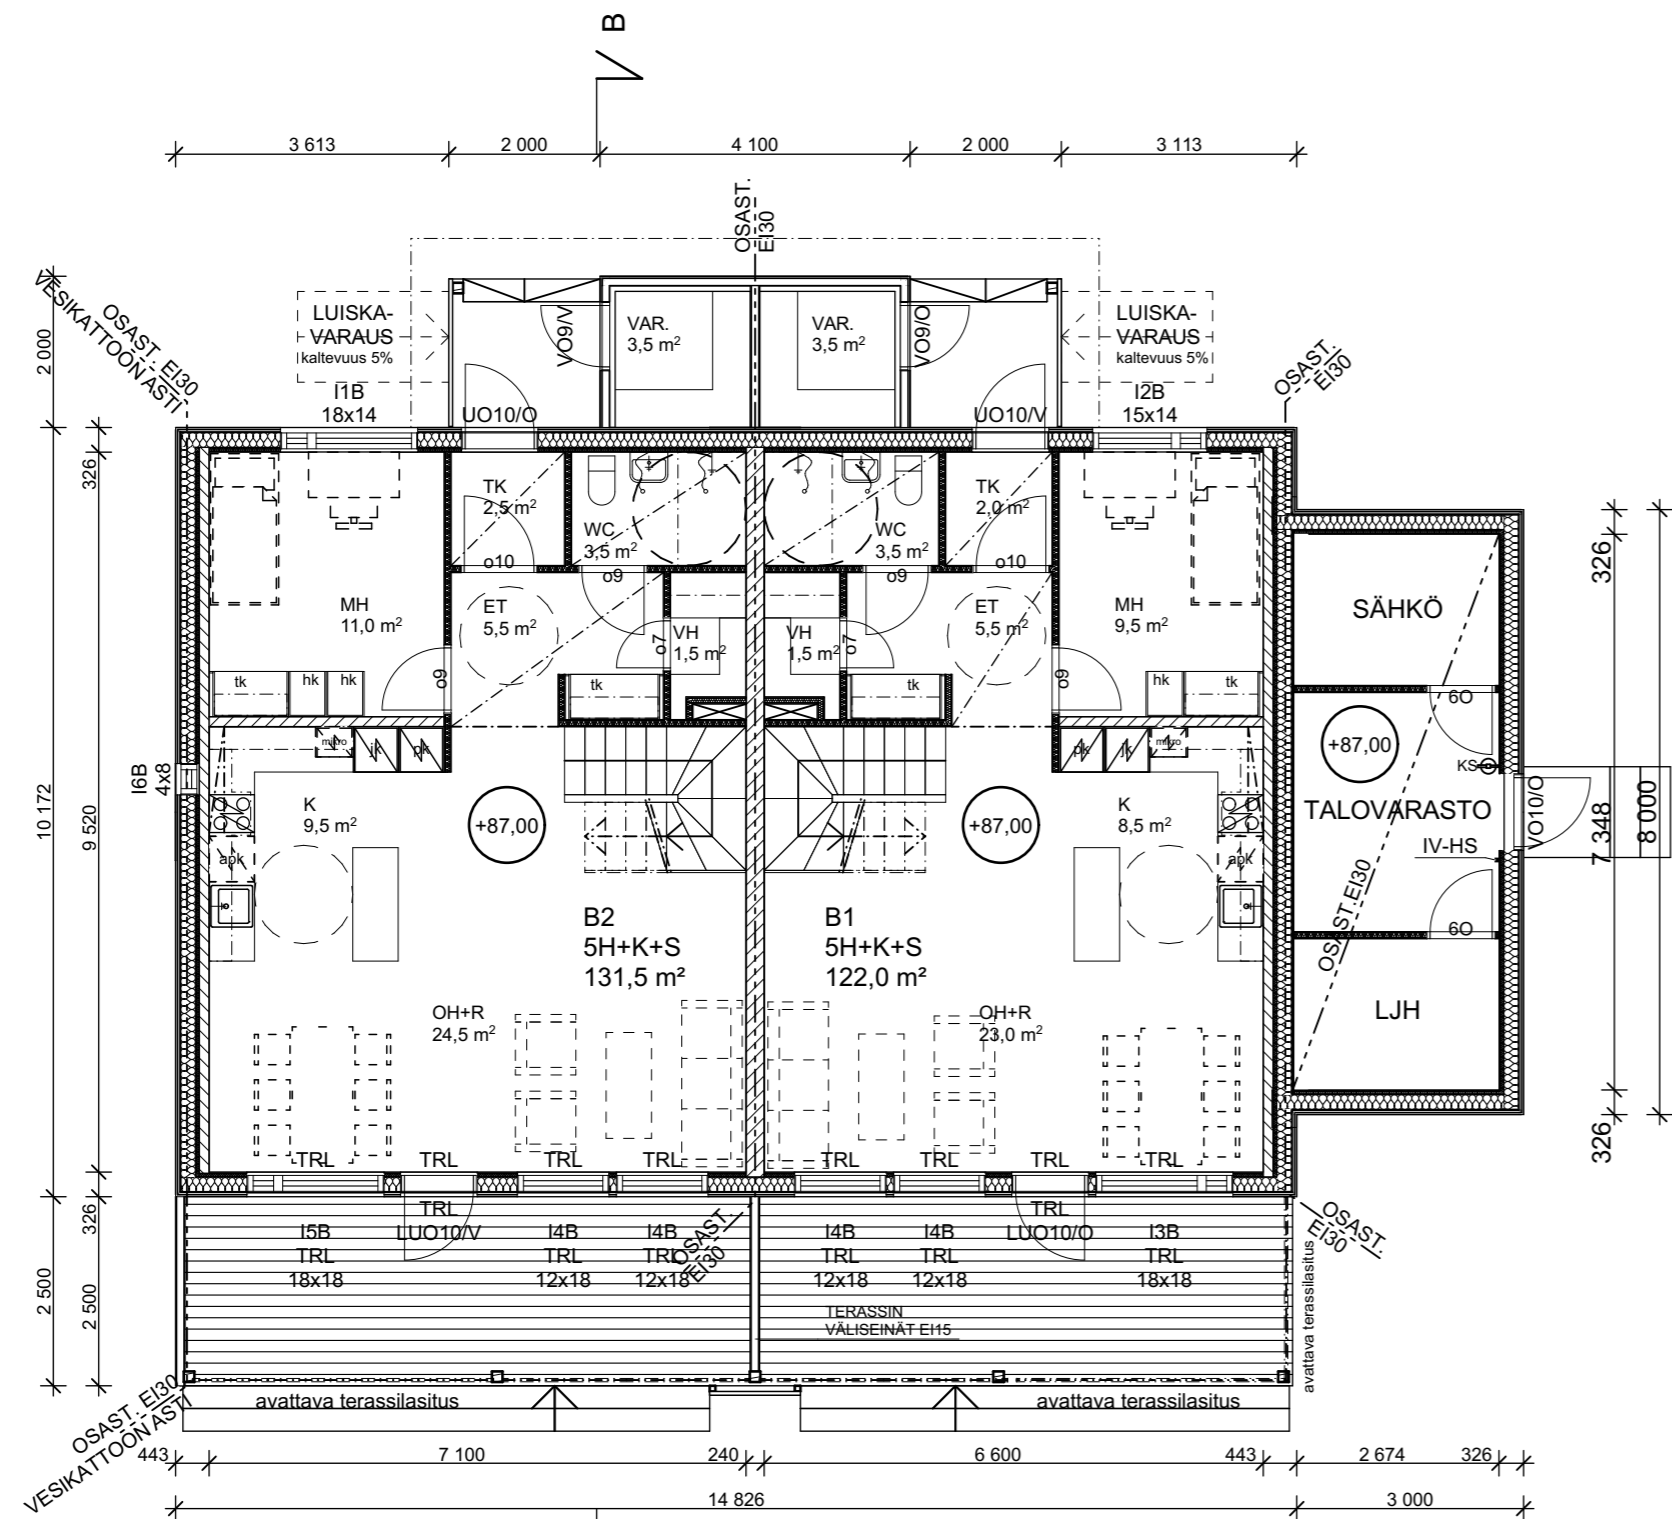 B
3 613
2 000
4 100
2 000
3 113
OSAST.
EI30
OSAST. EI30
VESIKATTOON ASTI
LUISKA-
VARAUS
kaltevuus 5%
VO9/V
VAR.
3,5 m²
VAR.
3,5 m²
VO9/O
LUISKA-
VARAUS
kaltevuus 5%
OSAST.
EI30
2 000
I1B
18x14
UO10/O
UO10/V
I2B
15x14
326
TK
2,5 m²
WC
3,5 m²
WC
3,5 m²
TK
2,0 m²
o10
o9
o9
o10
326
MH
11,0 m²
ET
5,5 m²
VH
1,5 m²
o7
VH
1,5 m²
o7
ET
5,5 m²
MH
9,5 m²
SÄHKÖ
tk
hk
hk
o9
tk
tk
o9
hk
tk
6O
mikro
jk
pk
pk
jk
mikro
+87,00
KS
I6B
4x8
K
9,5 m²
+87,00
+87,00
K
8,5 m²
TALOVARASTO
VO10/O
IV-HS
7 348
8 000
10 172
9 520
apk
apk
OSAST.EI30
6O
B2
5H+K+S
131,5 m²
B1
5H+K+S
122,0 m²
OH+R
24,5 m²
OH+R
23,0 m²
LJH
326
TRL
TRL
TRL
TRL
TRL
TRL
TRL
TRL
326
I5B
TRL
18x18
TRL
LUO10/V
I4B
TRL
12x18
I4B
TRL
12x18
OSAST.
EI30
I4B
TRL
12x18
I4B
TRL
12x18
TRL
LUO10/O
I3B
TRL
18x18
OSAST.
EI30
avattava terassilasitus
2 500
2 500
TERASSIN
VÄLISEINÄT EI15
OSAST. EI30
VESIKATTOON ASTI
avattava terassilasitus
avattava terassilasitus
443
7 100
240
6 600
443
2 674
326
14 826
3 000